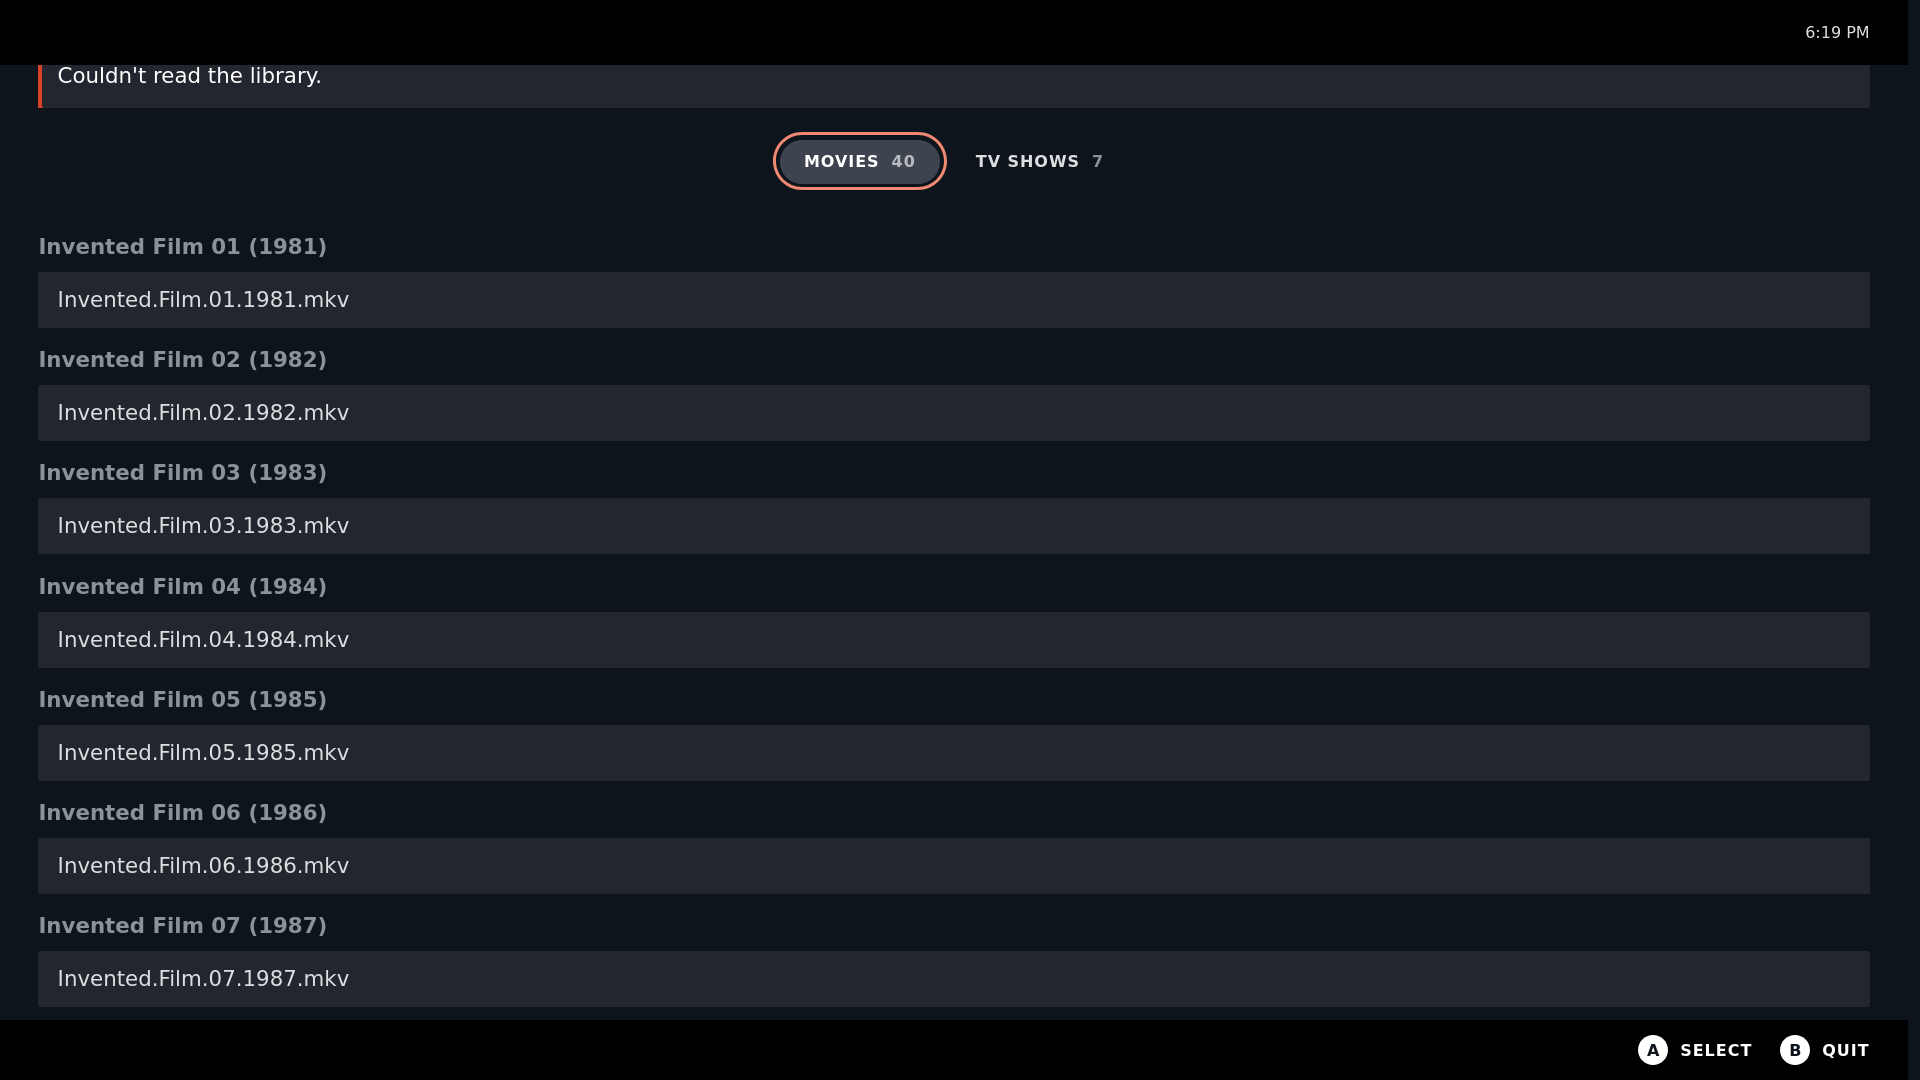 6:19 PM
Couldn't read the library.
MOVIES 40 TV SHOWS 7
Invented Film 01 (1981)
Invented.Film.01.1981.mkv
Invented Film 02 (1982)
Invented.Film.02.1982.mkv
Invented Film 03 (1983)
Invented.Film.03.1983.mkv
Invented Film 04 (1984)
Invented.Film.04.1984.mkv
Invented Film 05 (1985)
Invented.Film.05.1985.mkv
Invented Film 06 (1986)
Invented.Film.06.1986.mkv
Invented Film 07 (1987)
Invented.Film.07.1987.mkv
A SELECT B QUIT